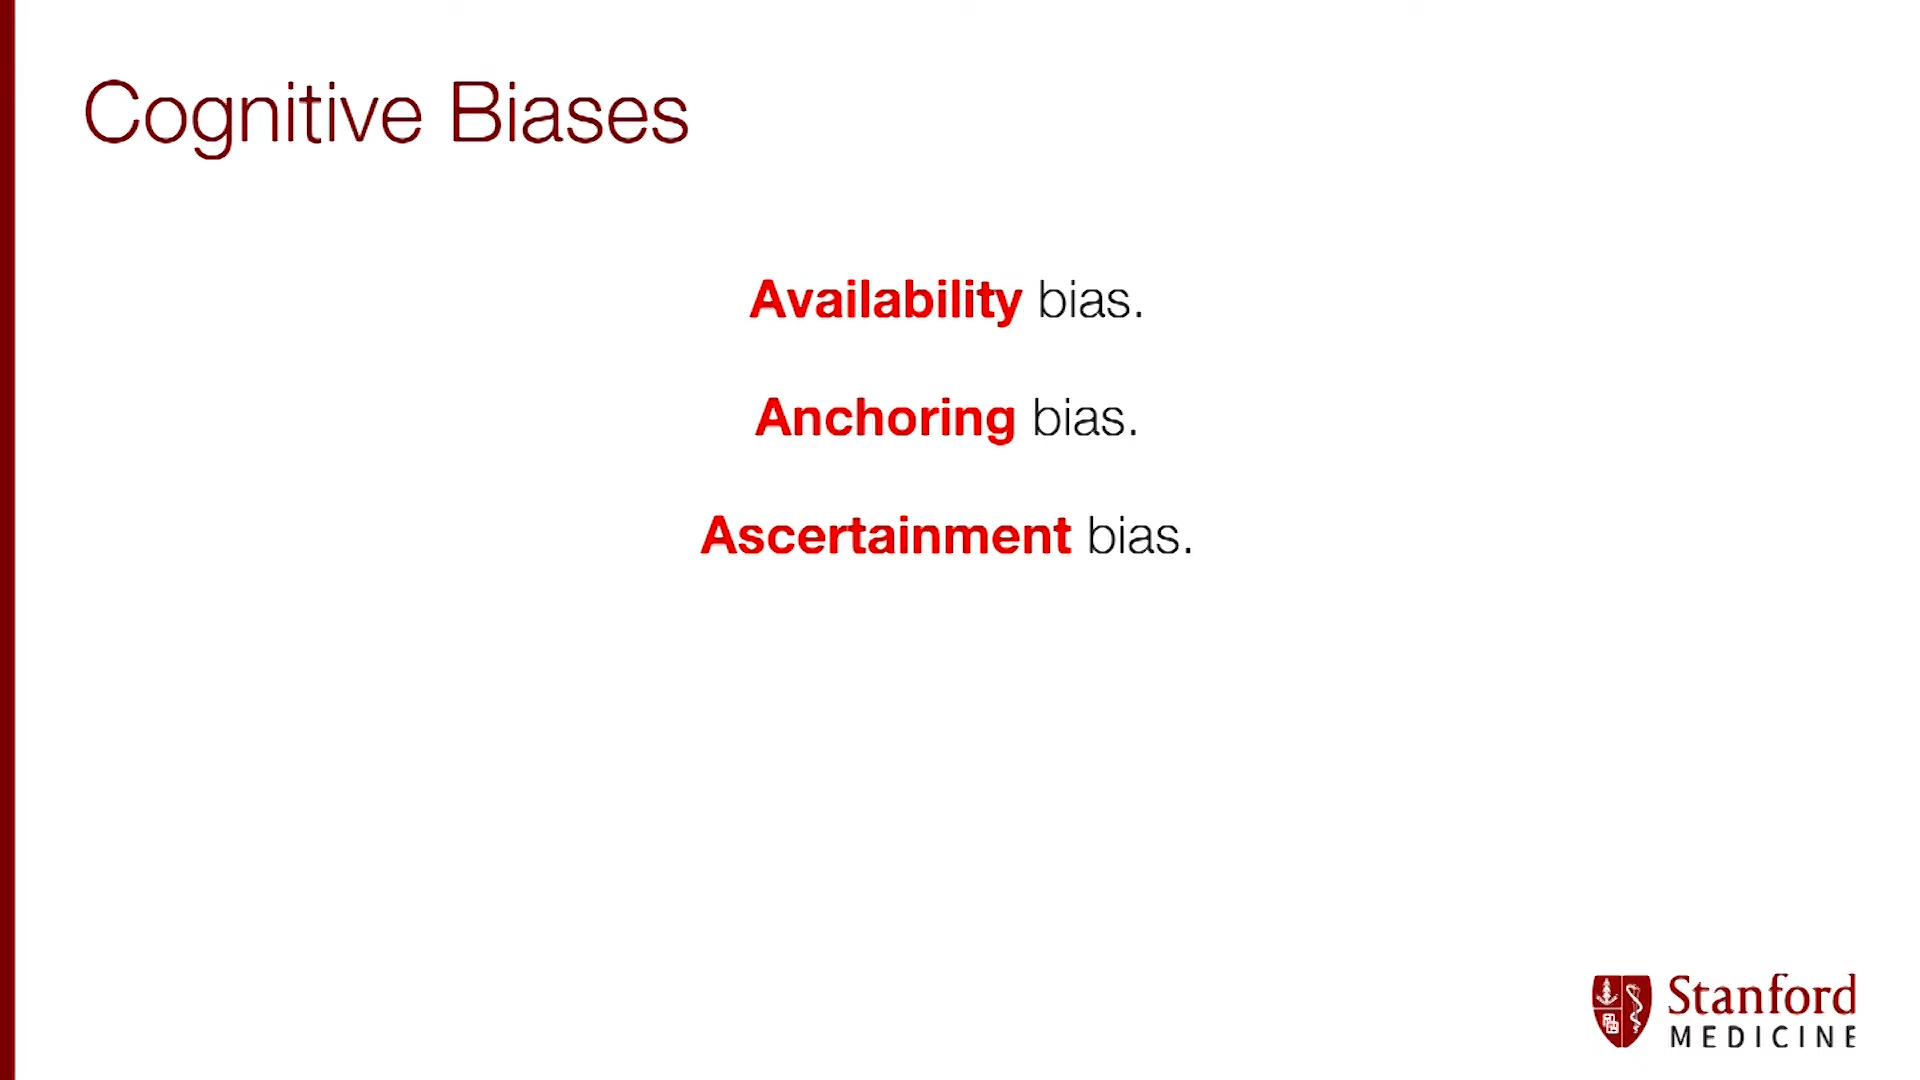 Cognitive Biases
Availability bias.
Anchoring bias.
Ascertainment bias.
Stanford
MEDICINE